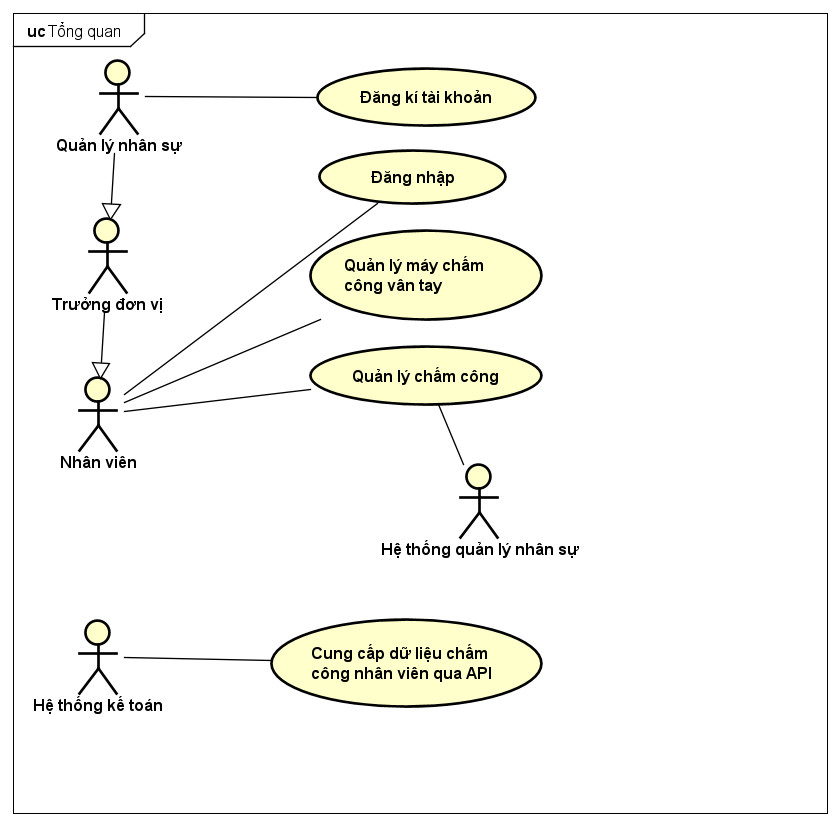 uc Tổng quan
Đăng kí tài khoản
Quản lý nhân sự
Đăng nhập
Quản lý máy chấm
công vân tay
Trưởng đơn vị
Quản lý chấm công
Nhân viên
Hệ thống quản lý nhân sự
Cung cấp dữ liệu chấm
công nhân viên qua API
Hệ thống kế toán